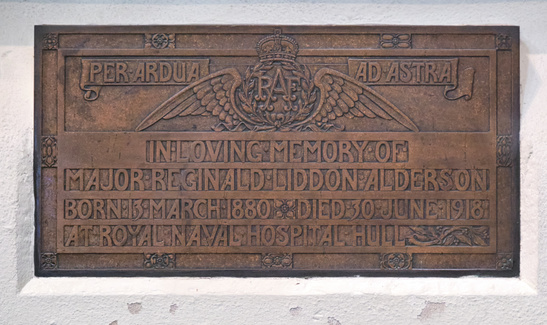 PER·ARDUA·
AD·ASTRA·
R·A·F
·IN·LOVING·MEMORY·OF·
MAJOR·REGINALD·LIDDON·ALDERSON
BORN·13·MARCH·1880·DIED·30·JUNE·1918·
AT·ROYAL·NAVAL·HOSPITAL·HULL·